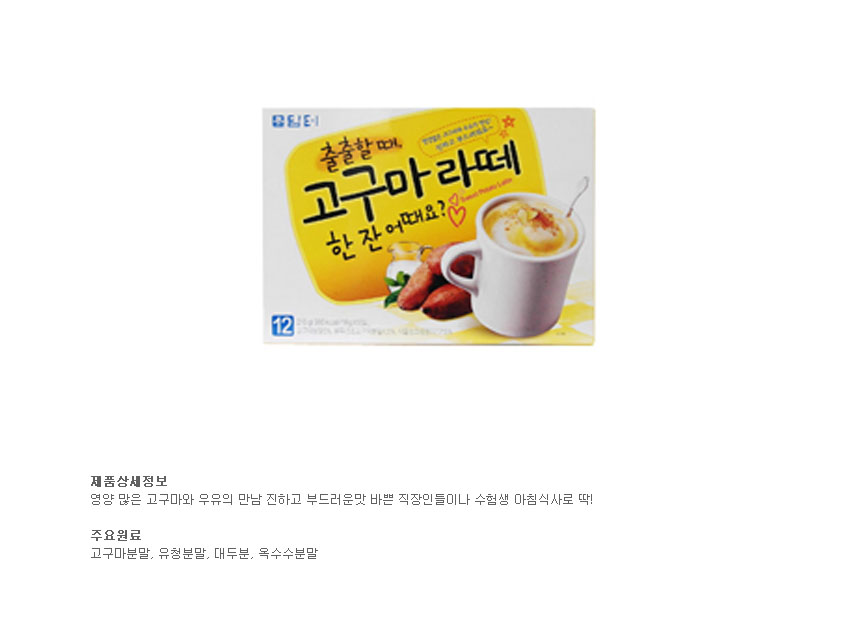 담터
출출할 때,
고구마 라떼
Sweet Potato Latte
한 잔 어때요?
12
제품상세정보
영양 많은 고구마와 우유의 만남 진하고 부드러운맛 바쁜 직장인들이나 수험생 아침식사로 딱!
주요원료
고구마분말, 유청분말, 대두분, 옥수수분말